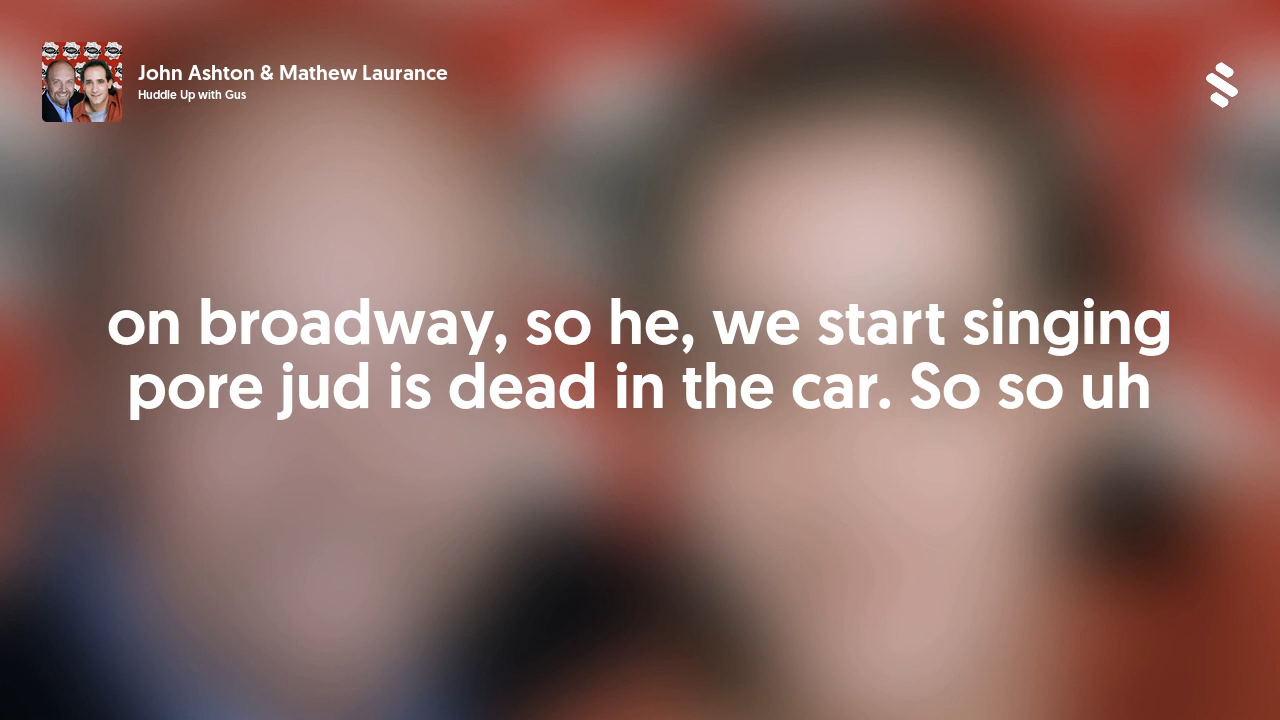 John Ashton & Mathew Laurance
Huddle Up with Gus
on broadway, so he, we start singing
pore jud is dead in the car. So so uh